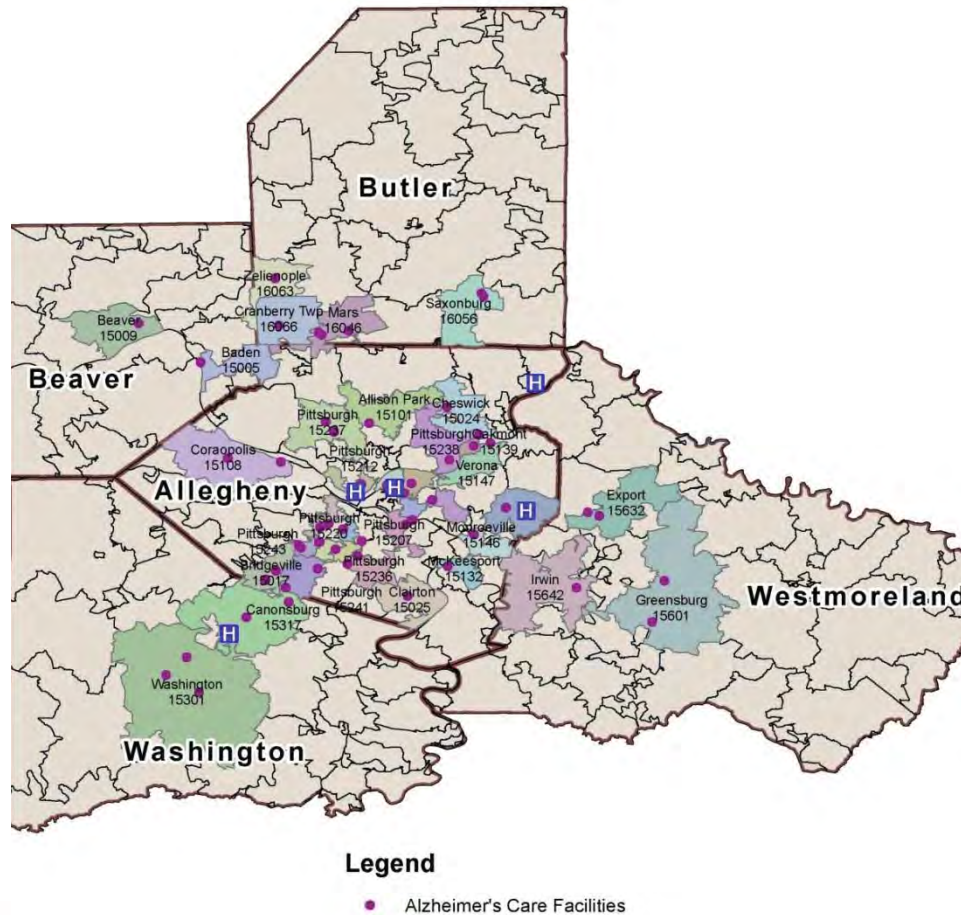 Butler
Zelienople
16063
Cranberry Twp
16066
Mars
16046
Saxonburg
16056
Beaver
15009
Baden
15005
Beaver
Allison Park
15101
Cheswick
15024
Pittsburgh
15237
Pittsburgh
15238
Oakmont
15139
Coraopolis
15108
Pittsburgh
15212
Verona
15147
Allegheny
H
H
H
H
H
Export
15632
Pittsburgh
15220
Pittsburgh
15207
Monroeville
15146
Pittsburgh
15243
Bridgeville
15017
Pittsburgh
15236
McKeesport
15132
Pittsburgh
15241
Clairton
15025
Irwin
15642
Greensburg
15601
Westmoreland
Canonsburg
15317
Washington
15301
Washington
Legend
Alzheimer's Care Facilities